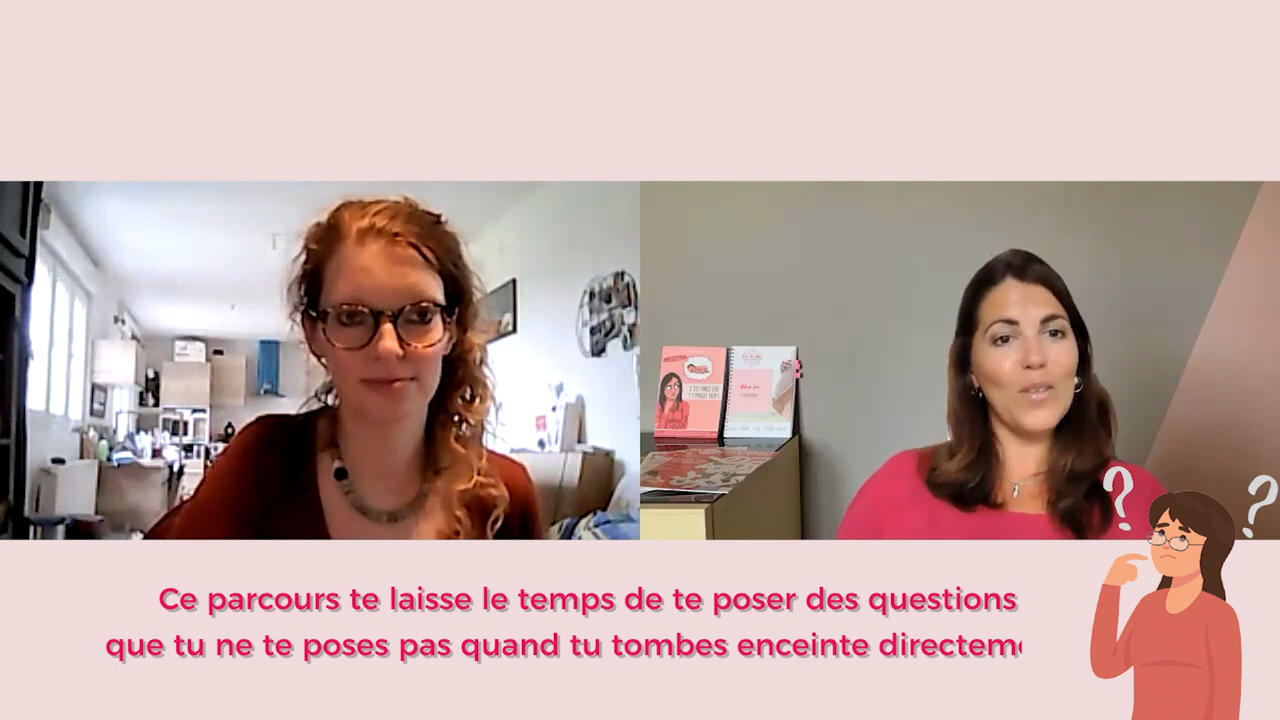 Ce parcours te laisse le temps de te poser des questions
que tu ne te poses pas quand tu tombes enceinte directeme
? ?